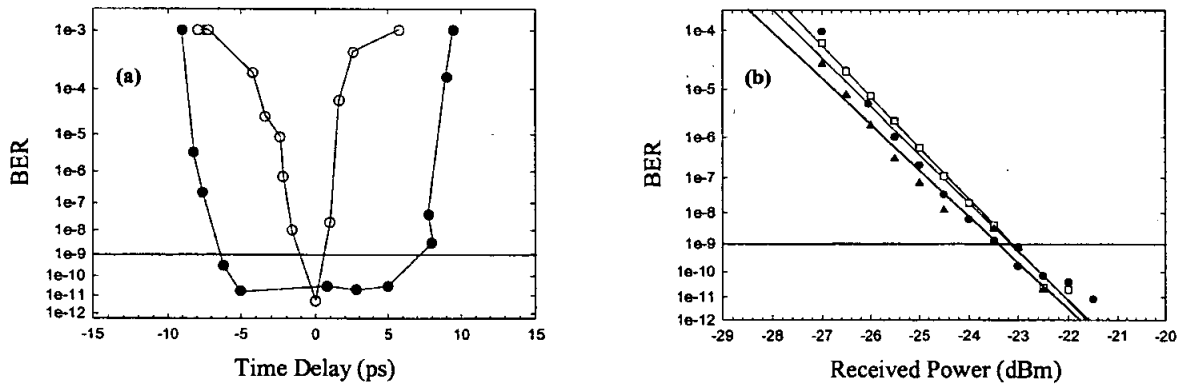 (a)
BER
1e-3
1e-4
1e-5
1e-6
1e-7
1e-8
1e-9
1e-10
1e-11
1e-12
-15 -10 -5 0 5 10 15
Time Delay (ps)
(b)
BER
1e-4
1e-5
1e-6
1e-7
1e-8
1e-9
1e-10
1e-11
1e-12
-29 -28 -27 -26 -25 -24 -23 -22 -21 -20
Received Power (dBm)